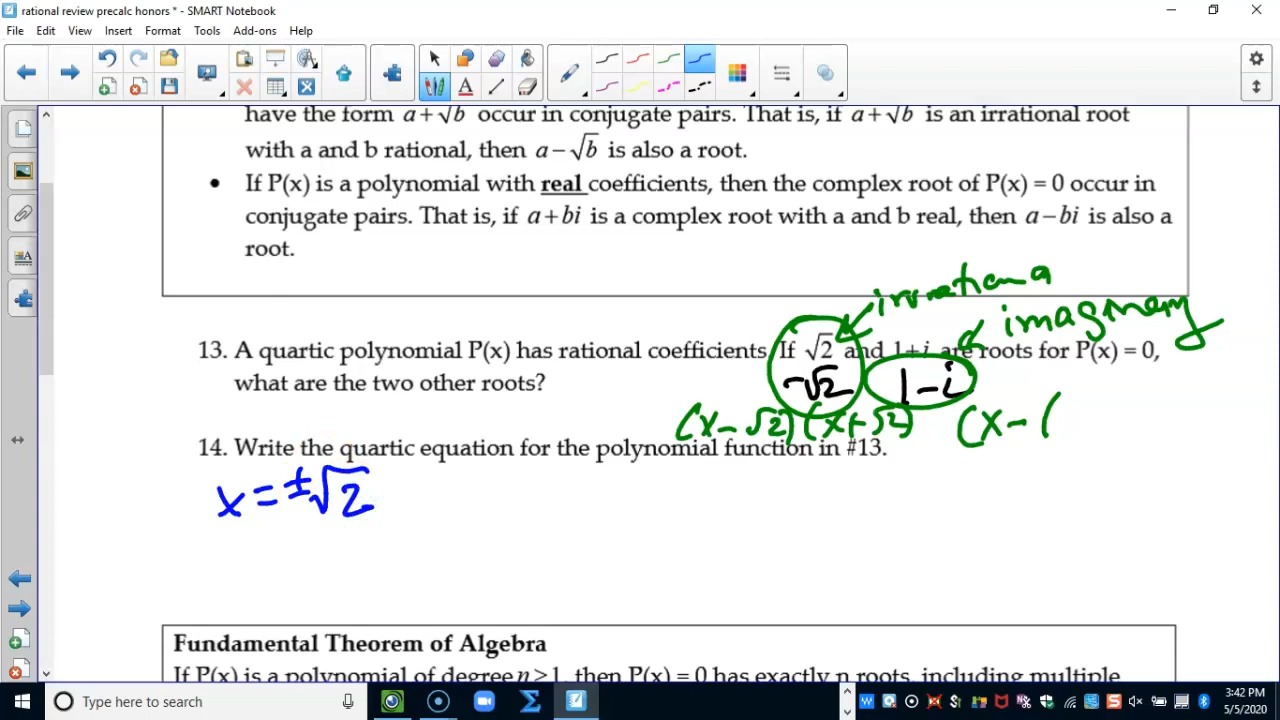 rational review precalc honors * - SMART Notebook
File Edit View Insert Format Tools Add-ons Help
have the form a + √b occur in conjugate pairs. That is, if a + √b is an irrational root
with a and b rational, then a − √b is also a root.
• If P(x) is a polynomial with real coefficients, then the complex root of P(x) = 0 occur in
conjugate pairs. That is, if a + bi is a complex root with a and b real, then a − bi is also a
root.
irrationa
imaginary
13. A quartic polynomial P(x) has rational coefficients. If √2 and 1+i are roots for P(x) = 0,
what are the two other roots?
-√2 1-i
(x-√2)(x+√2) (x-(
14. Write the quartic equation for the polynomial function in #13.
x=±√2
Fundamental Theorem of Algebra
If P(x) is a polynomial of degree n > 1, then P(x) = 0 has exactly n roots, including multiple
Type here to search
3:42 PM
5/5/2020